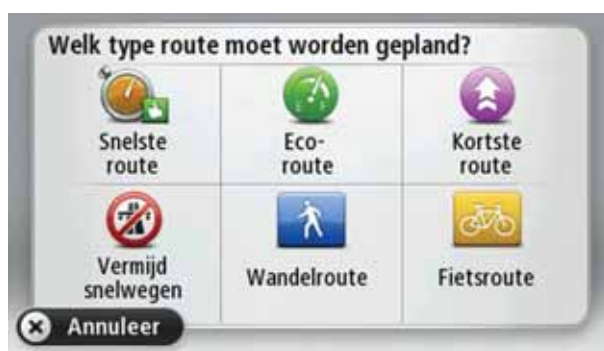 Welk type route moet worden gepland?
Snelste
route
Eco-
route
Kortste
route
Vermijd
snelwegen
Wandelroute
Fietsroute
Annuleer